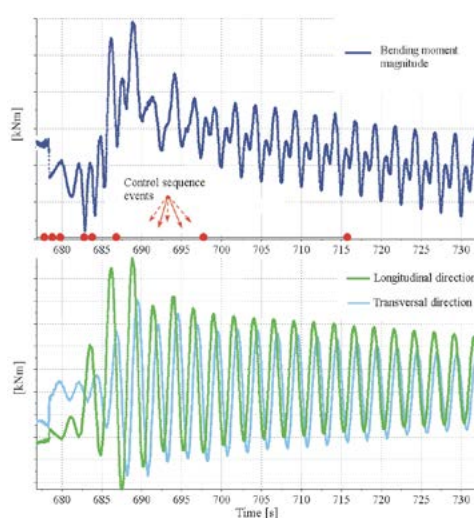 Bending moment
magnitude
[kNm]
Control sequence
events
680 685 690 695 700 705 710 715 720 725 730
Longitudinal direction
Transversal direction
[kNm]
680 685 690 695 700 705 710 715 720 725 730
Time [s]